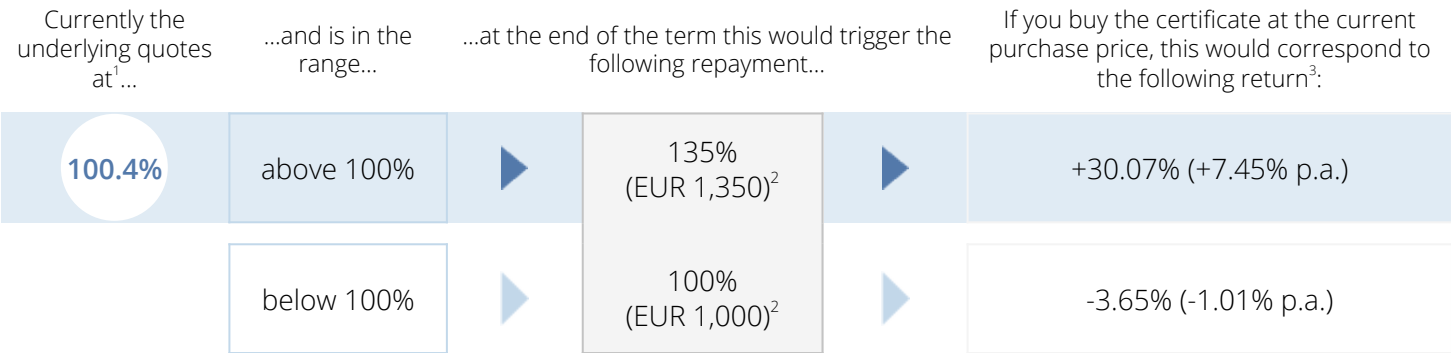 Currently the
underlying quotes
at¹...
...and is in the
range...
...at the end of the term this would trigger the
following repayment...
If you buy the certificate at the current
purchase price, this would correspond to
the following return³:
100.4%
above 100%
135%
(EUR 1,350)²
+30.07% (+7.45% p.a.)
below 100%
100%
(EUR 1,000)²
-3.65% (-1.01% p.a.)